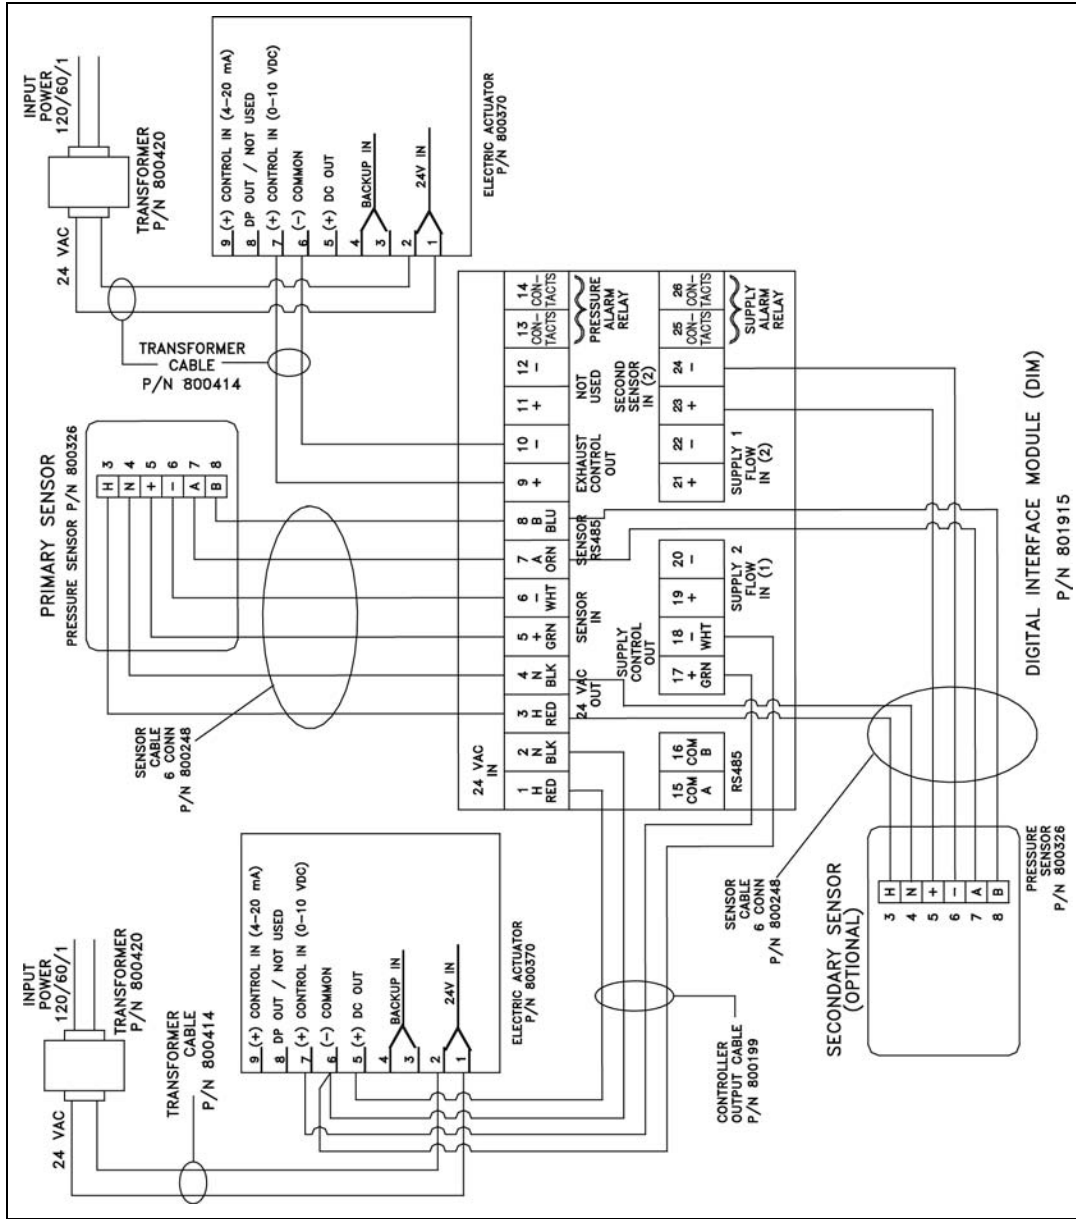 INPUT
POWER
120/60/1
TRANSFORMER
P/N 800420
24 VAC
TRANSFORMER
CABLE
P/N 800414
9 (+) CONTROL IN (4-20 mA)
8 DP OUT / NOT USED
7 (+) CONTROL IN (0-10 VDC)
6 (-) COMMON
5 (+) DC OUT
4
3
BACKUP IN
2
1
24V IN
ELECTRIC ACTUATOR
P/N 800370
PRIMARY SENSOR
PRESSURE SENSOR P/N 800326
H 3
N 4
+ 5
- 6
A 7
B 8
SENSOR
CABLE
6 CONN
P/N 800248
INPUT
POWER
120/60/1
TRANSFORMER
P/N 800420
24 VAC
TRANSFORMER
CABLE
P/N 800414
9 (+) CONTROL IN (4-20 mA)
8 DP OUT / NOT USED
7 (+) CONTROL IN (0-10 VDC)
6 (-) COMMON
5 (+) DC OUT
4
3
BACKUP IN
2
1
24V IN
ELECTRIC ACTUATOR
P/N 800370
24 VAC
IN
1 H RED
2 N BLK
3 H RED
4 N BLK
5 + GRN
6 - WHT
7 A ORN
8 B BLU
9 +
10 -
11 +
12 -
13 CON-TACTS
14 CON-TACTS
24 VAC
OUT
SENSOR
IN
SENSOR
RS485
EXHAUST
CONTROL
OUT
NOT
USED
PRESSURE
ALARM
RELAY
SUPPLY
CONTROL
OUT
SECOND
SENSOR
IN (2)
15 COM A
16 COM B
17 + GRN
18 - WHT
19 +
20 -
21 +
22 -
23 +
24 -
25 CON-TACTS
26 CON-TACTS
RS485
SUPPLY 2
FLOW
IN (1)
SUPPLY 1
FLOW
IN (2)
SUPPLY
ALARM
RELAY
CONTROLLER
OUTPUT CABLE
P/N 800199
SENSOR
CABLE
6 CONN
P/N 800248
SECONDARY SENSOR
(OPTIONAL)
3 H
4 N
5 +
6 -
7 A
8 B
PRESSURE
SENSOR
P/N 800326
DIGITAL INTERFACE MODULE (DIM)
P/N 801915